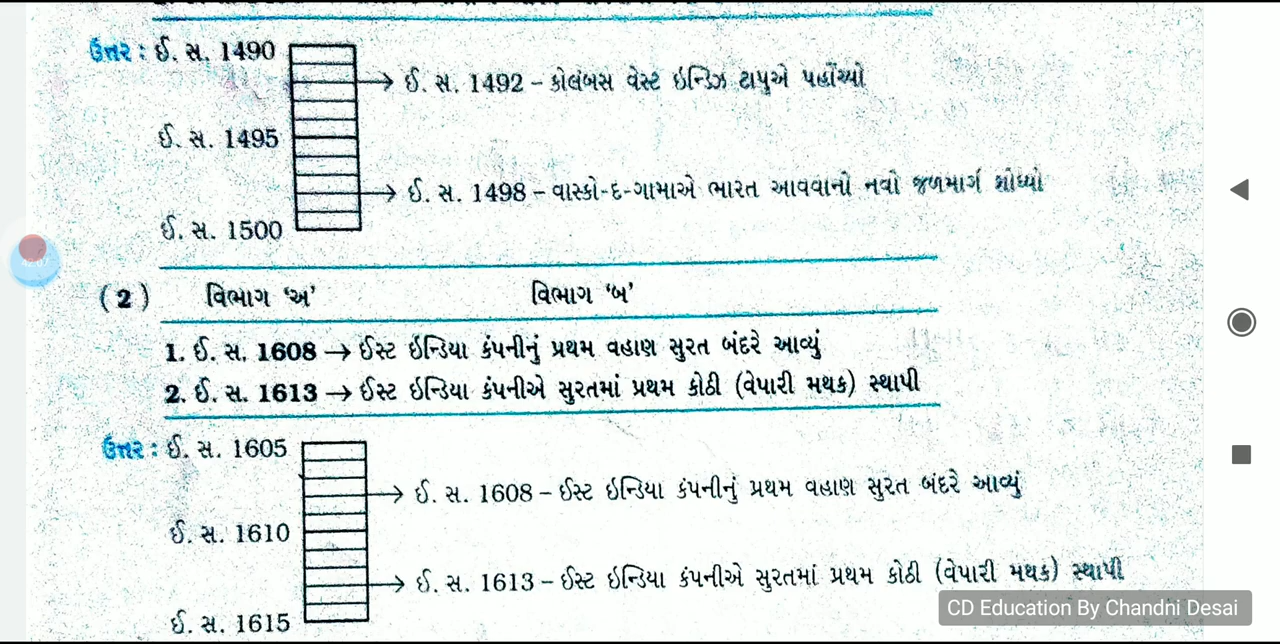 ઉત્તર : ઈ. સ. 1490
ઈ. સ. 1492 – કોલંબસ વેસ્ટ ઇન્ડિઝ ટાપુએ પહોંચ્યો
ઈ. સ. 1495
ઈ. સ. 1498 – વાસ્કો-દ-ગામાએ ભારત આવવાનો નવો જળમાર્ગ શોધ્યો
ઈ. સ. 1500
(2) વિભાગ ‘અ’ વિભાગ ‘બ’
1. ઈ. સ. 1608 → ઈસ્ટ ઇન્ડિયા કંપનીનું પ્રથમ વહાણ સુરત બંદરે આવ્યું
2. ઈ. સ. 1613 → ઈસ્ટ ઇન્ડિયા કંપનીએ સુરતમાં પ્રથમ કોઠી (વેપારી મથક) સ્થાપી
ઉત્તર : ઈ. સ. 1605
ઈ. સ. 1608 – ઈસ્ટ ઇન્ડિયા કંપનીનું પ્રથમ વહાણ સુરત બંદરે આવ્યું
ઈ. સ. 1610
ઈ. સ. 1613 – ઈસ્ટ ઇન્ડિયા કંપનીએ સુરતમાં પ્રથમ કોઠી (વેપારી મથક) સ્થાપી
ઈ. સ. 1615
CD Education By Chandni Desai